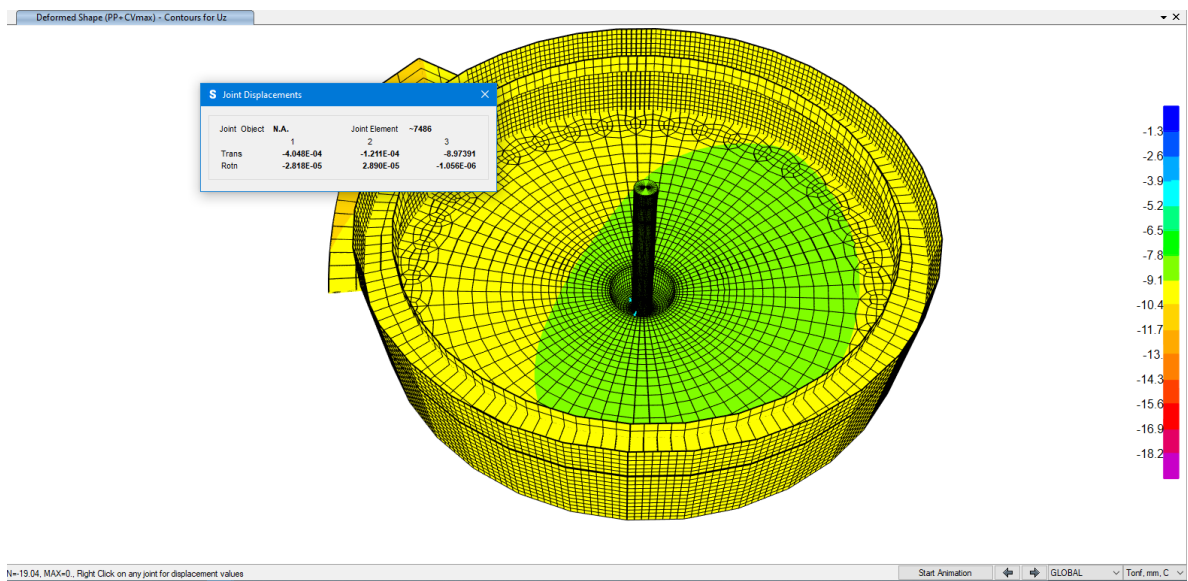 Deformed Shape (PP+CVmax) - Contours for Uz
S Joint Displacements
Joint Object N.A. Joint Element ~7486
1 2 3
Trans -4.048E-04 -1.211E-04 -8.97391
Rotn -2.818E-05 2.890E-05 -1.056E-06
-1.3
-2.6
-3.9
-5.2
-6.5
-7.8
-9.1
-10.4
-11.7
-13.
-14.3
-15.6
-16.9
-18.2
N=-19.04, MAX=0., Right Click on any joint for displacement values
Start Animation GLOBAL Tonf, mm, C